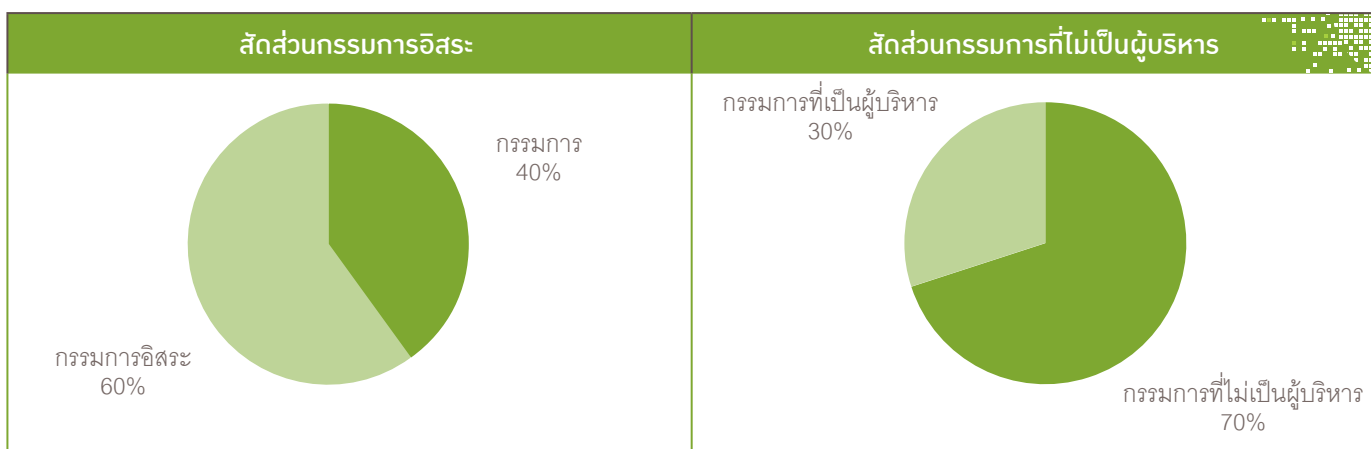 สัดส่วนกรรมการอิสระ
กรรมการ
40%
กรรมการอิสระ
60%
สัดส่วนกรรมการที่ไม่เป็นผู้บริหาร
กรรมการที่เป็นผู้บริหาร
30%
กรรมการที่ไม่เป็นผู้บริหาร
70%